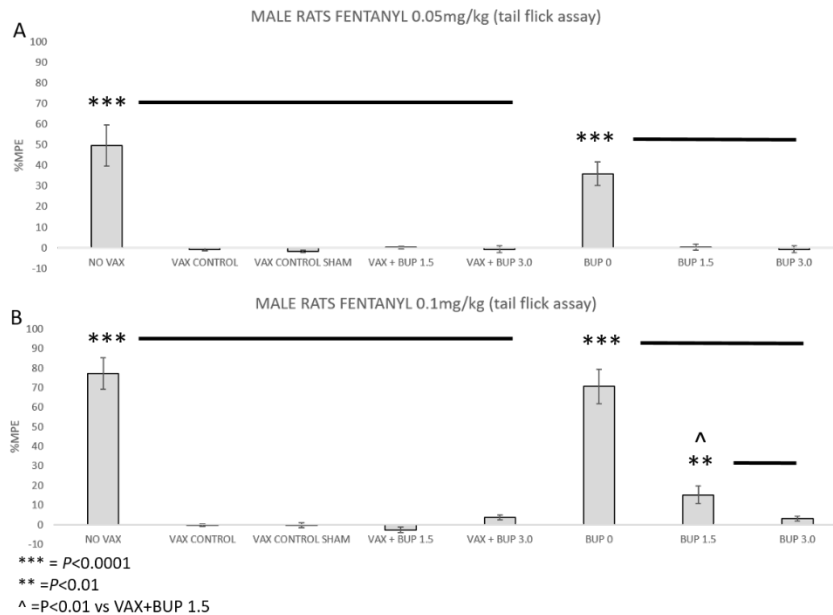 MALE RATS FENTANYL 0.05mg/kg (tail flick assay)
A
100
90
80
70
60
50
40
30
20
10
0
-10
%MPE
***
***
NO VAX VAX CONTROL VAX CONTROL SHAM VAX + BUP 1.5 VAX + BUP 3.0 BUP 0 BUP 1.5 BUP 3.0
MALE RATS FENTANYL 0.1mg/kg (tail flick assay)
B
100
90
80
70
60
50
40
30
20
10
0
-10
%MPE
***
***
^
**
NO VAX VAX CONTROL VAX CONTROL SHAM VAX + BUP 1.5 VAX + BUP 3.0 BUP 0 BUP 1.5 BUP 3.0
*** = P<0.0001
** =P<0.01
^ =P<0.01 vs VAX+BUP 1.5